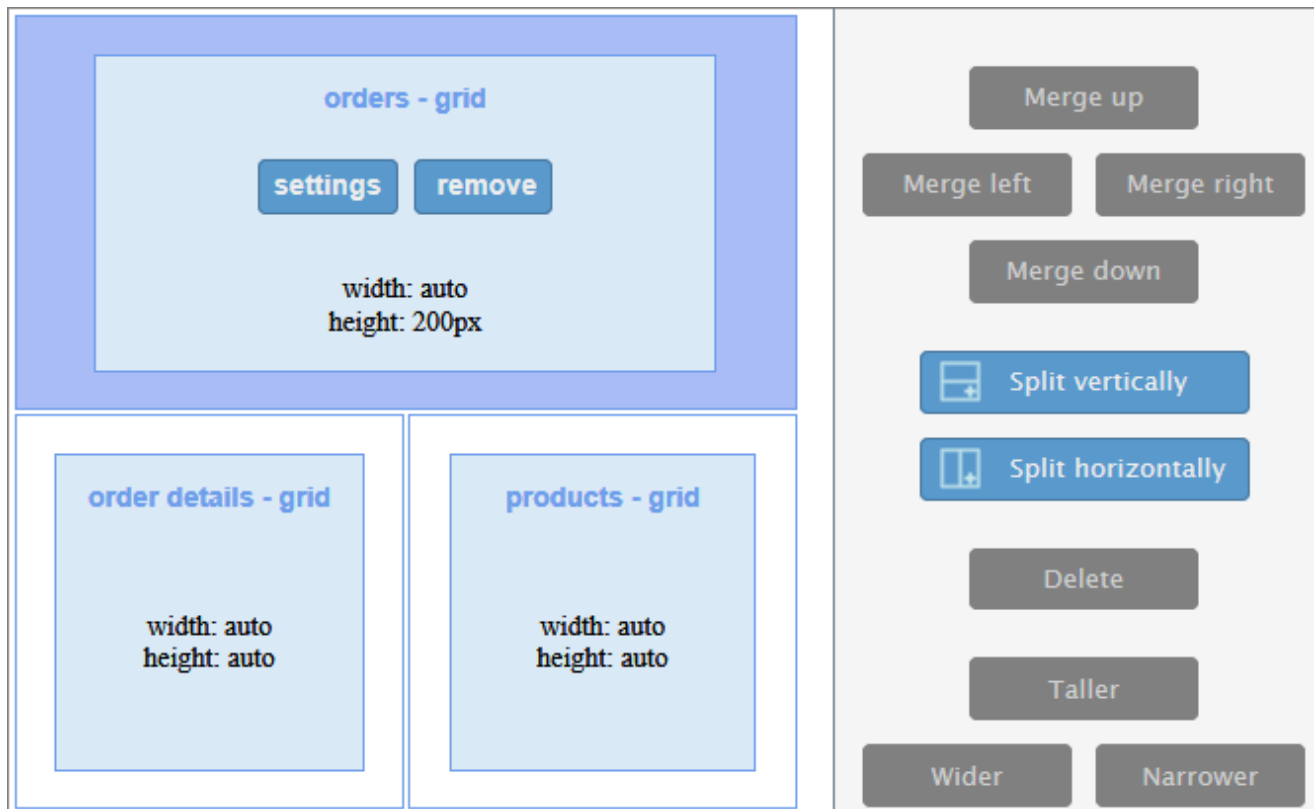 orders - grid
settings remove
width: auto
height: 200px
order details - grid
width: auto
height: auto
products - grid
width: auto
height: auto
Merge up
Merge left Merge right
Merge down
Split vertically
Split horizontally
Delete
Taller
Wider Narrower